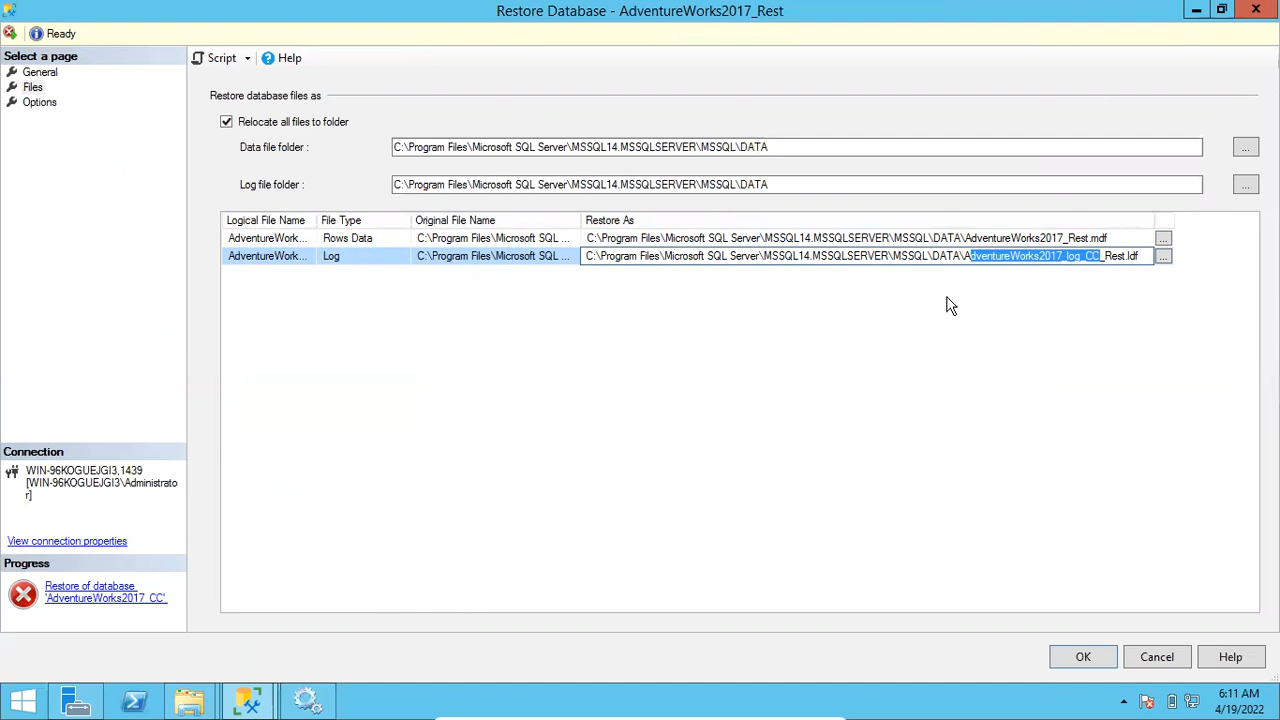 Restore Database - AdventureWorks2017_Rest
Ready
Select a page
General
Files
Options
Script
Help
Restore database files as
Relocate all files to folder
Data file folder :
C:\Program Files\Microsoft SQL Server\MSSQL14.MSSQLSERVER\MSSQL\DATA
...
Log file folder :
C:\Program Files\Microsoft SQL Server\MSSQL14.MSSQLSERVER\MSSQL\DATA
...
Logical File Name File Type Original File Name Restore As
AdventureWork... Rows Data C:\Program Files\Microsoft SQL ... C:\Program Files\Microsoft SQL Server\MSSQL14.MSSQLSERVER\MSSQL\DATA\AdventureWorks2017_Rest.mdf ...
AdventureWork... Log C:\Program Files\Microsoft SQL ... C:\Program Files\Microsoft SQL Server\MSSQL14.MSSQLSERVER\MSSQL\DATA\AdventureWorks2017_log_CC_Rest.ldf ...
Connection
WIN-96KOGUEJGI3,1439
[WIN-96KOGUEJGI3\Administrato
r]
View connection properties
Progress
Restore of database
'AdventureWorks2017_CC'
OK
Cancel
Help
6:11 AM
4/19/2022